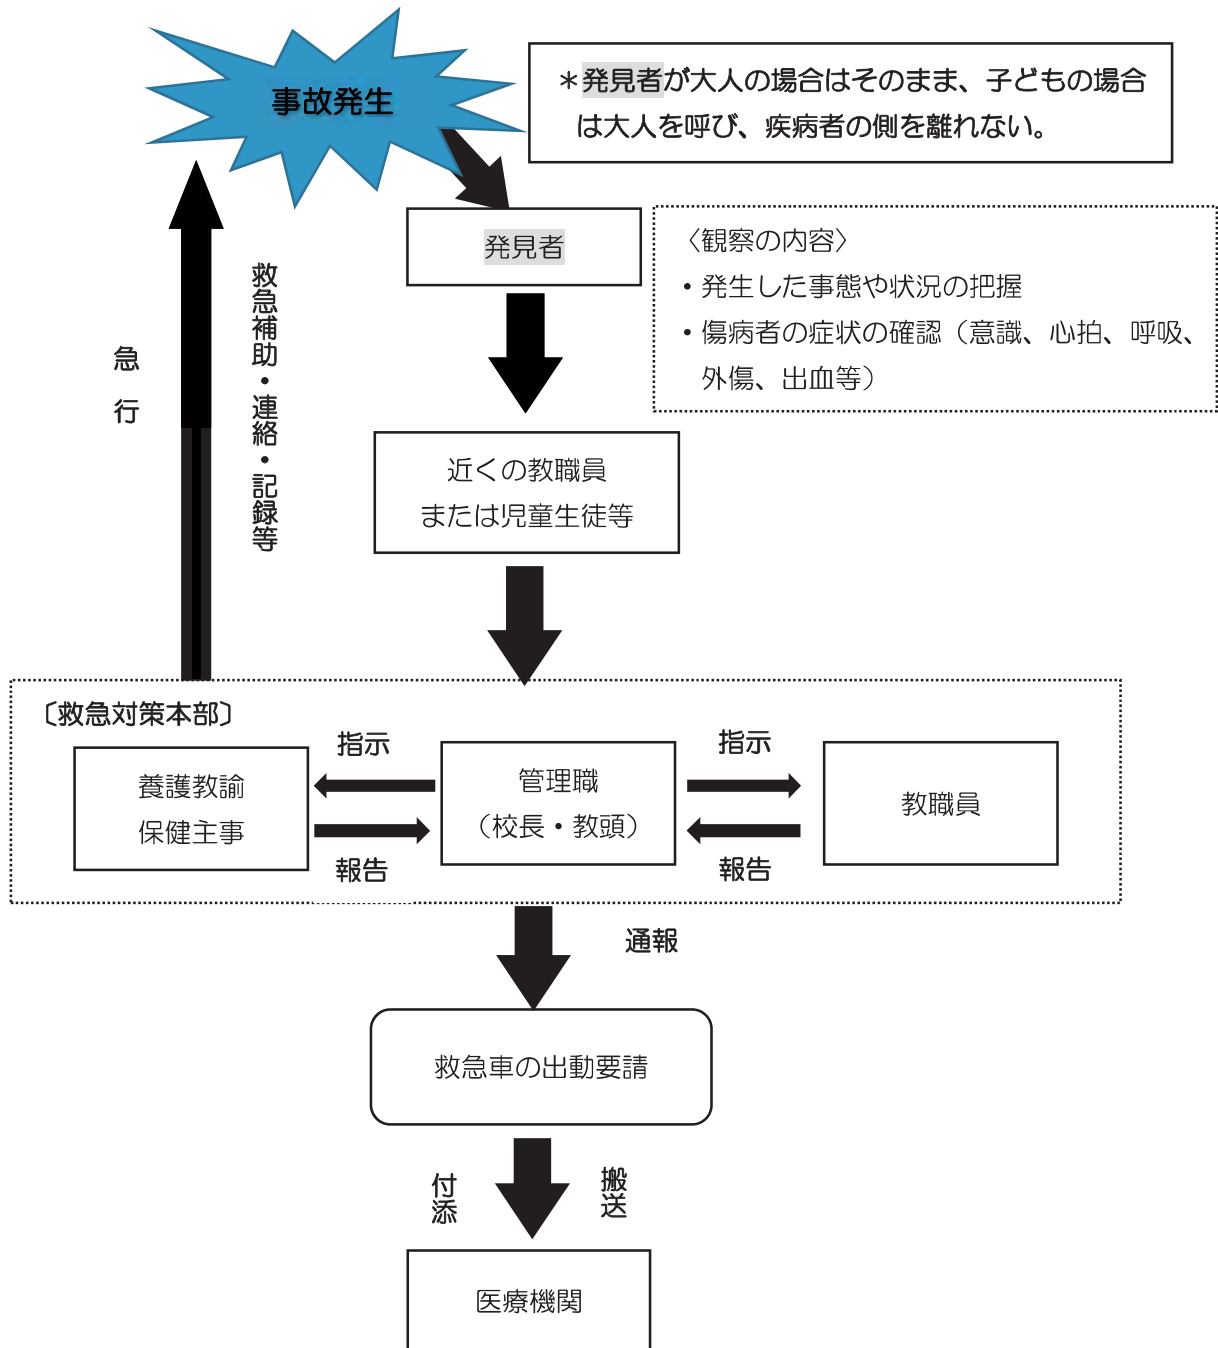 事故発生
＊発見者が大人の場合はそのまま、子どもの場合
は大人を呼び、疾病者の側を離れない。
発見者
〈観察の内容〉
・発生した事態や状況の把握
・傷病者の症状の確認（意識、心拍、呼吸、
外傷、出血等）
急行
救急補助・連絡・記録等
近くの教職員
または児童生徒等
〔救急対策本部〕
養護教諭
保健主事
指示
報告
管理職
（校長・教頭）
指示
報告
教職員
通報
救急車の出動要請
付添
搬送
医療機関